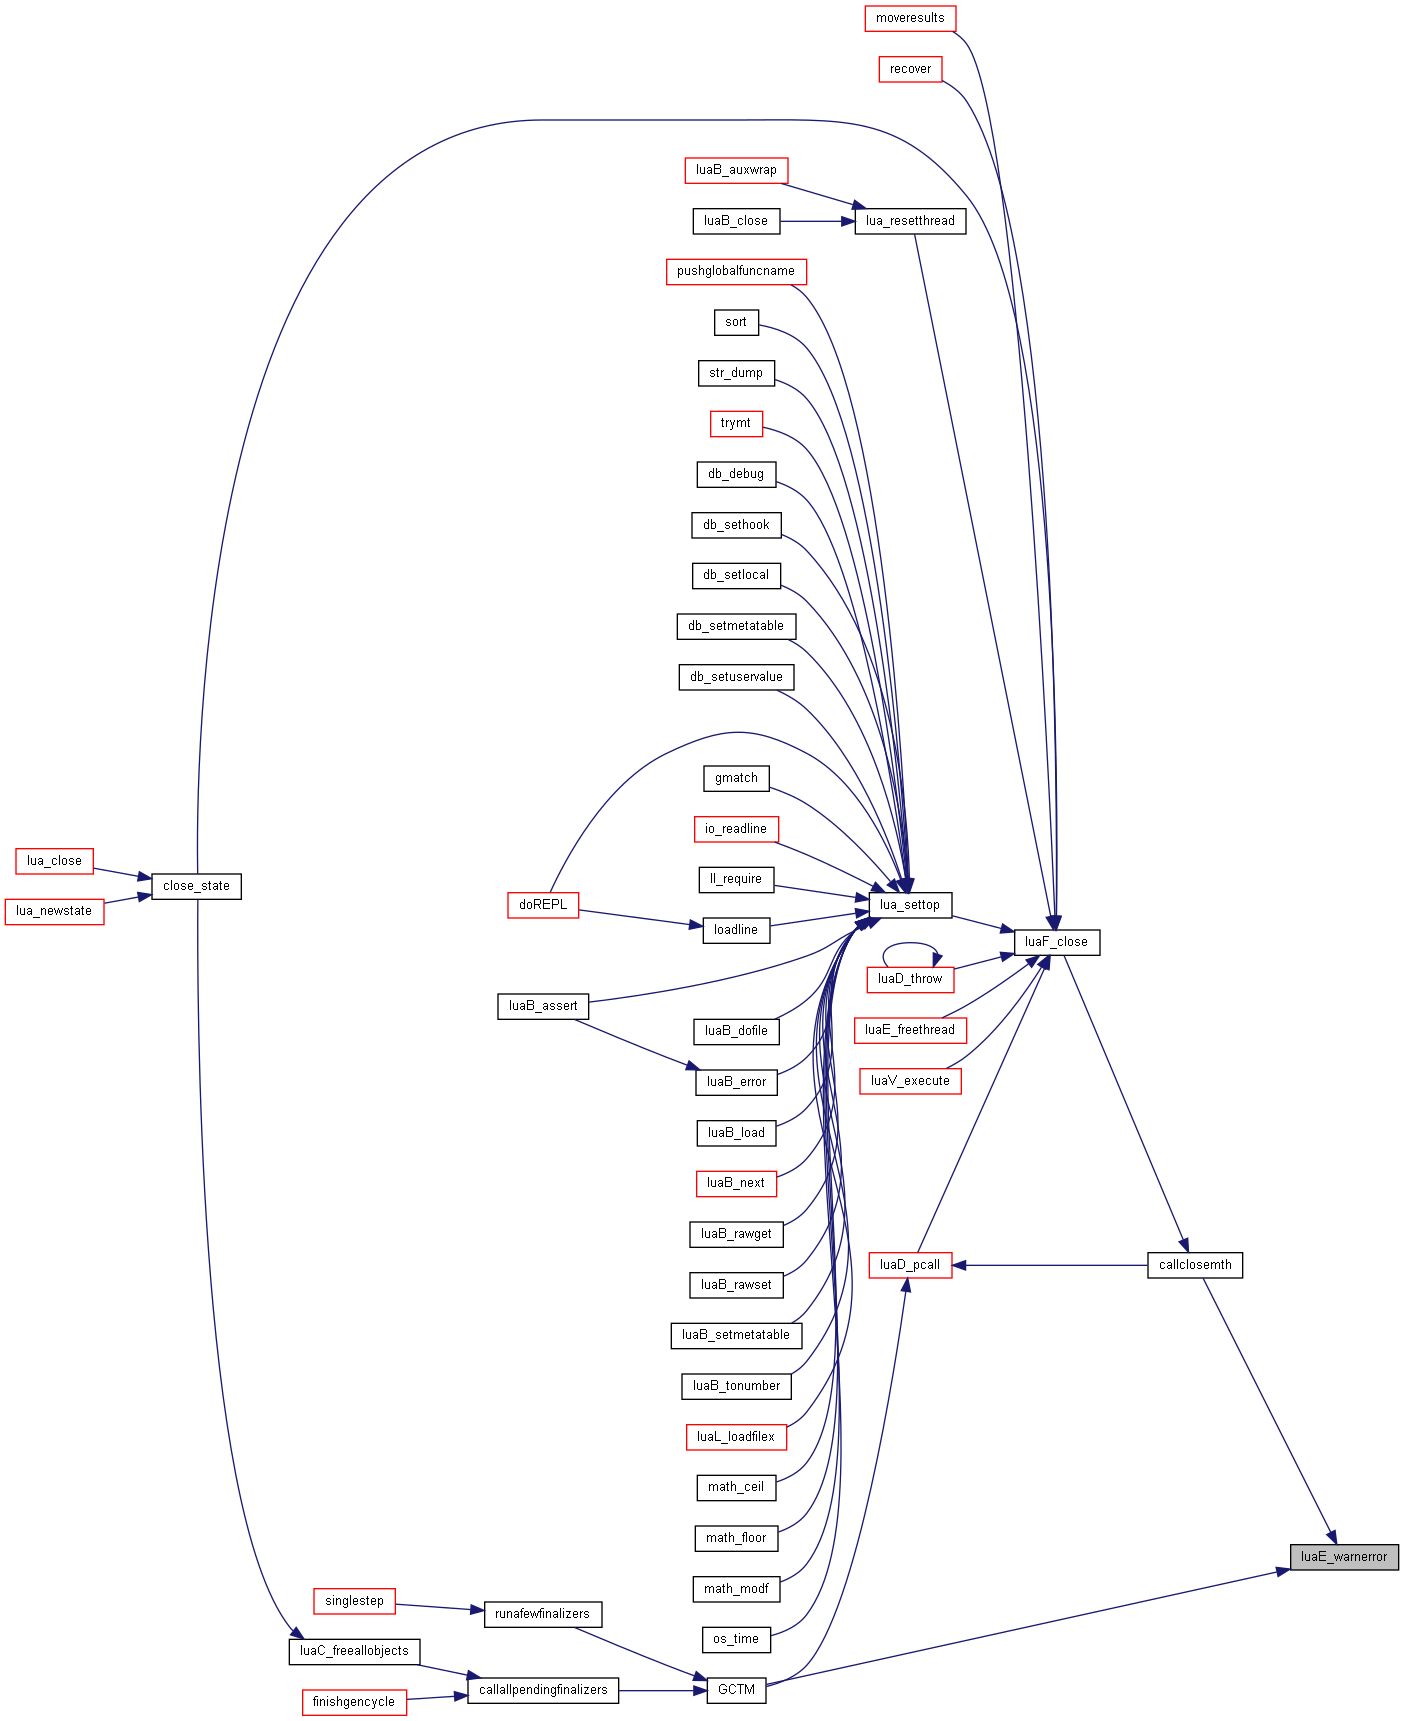 moveresults
recover
luaB_auxwrap
luaB_close
lua_resetthread
pushglobalfuncname
sort
str_dump
trymt
db_debug
db_sethook
db_setlocal
db_setmetatable
db_setuservalue
gmatch
io_readline
lua_close
close_state
ll_require
doREPL
lua_settop
lua_newstate
loadline
luaF_close
luaD_throw
luaB_assert
luaB_dofile
luaE_freethread
luaB_error
luaV_execute
luaB_load
luaB_next
luaB_rawget
luaD_pcall
callclosemth
luaB_rawset
luaB_setmetatable
luaB_tonumber
luaL_loadfilex
math_ceil
math_floor
luaE_warnerror
math_modf
singlestep
runafewfinalizers
os_time
luaC_freeallobjects
callallpendingfinalizers
GCTM
finishgencycle